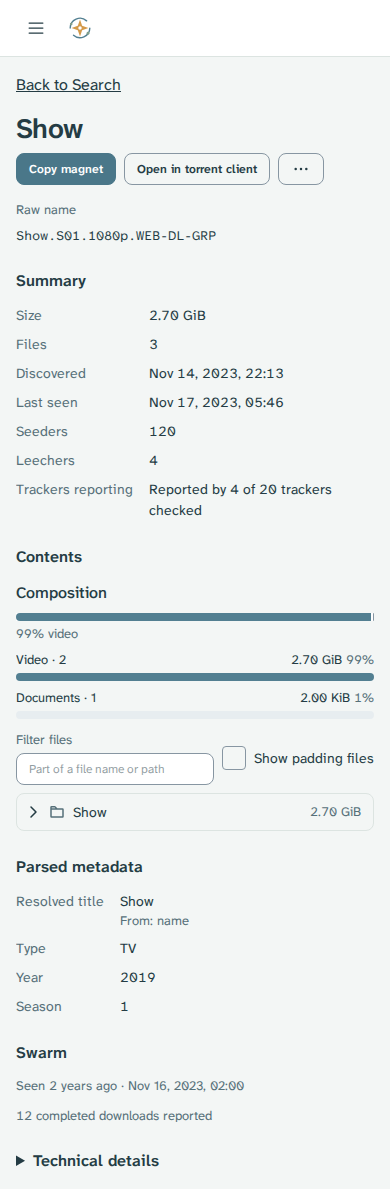 Back to Search
Show
Copy magnet
Open in torrent client
...
Raw name
Show.S01.1080p.WEB-DL-GRP
Summary
Size 2.70 GiB
Files 3
Discovered Nov 14, 2023, 22:13
Last seen Nov 17, 2023, 05:46
Seeders 120
Leechers 4
Trackers reporting Reported by 4 of 20 trackers
checked
Contents
Composition
99% video
Video · 2 2.70 GiB 99%
Documents · 1 2.00 KiB 1%
Filter files
Part of a file name or path
Show padding files
Show 2.70 GiB
Parsed metadata
Resolved title Show
From: name
Type TV
Year 2019
Season 1
Swarm
Seen 2 years ago · Nov 16, 2023, 02:00
12 completed downloads reported
Technical details